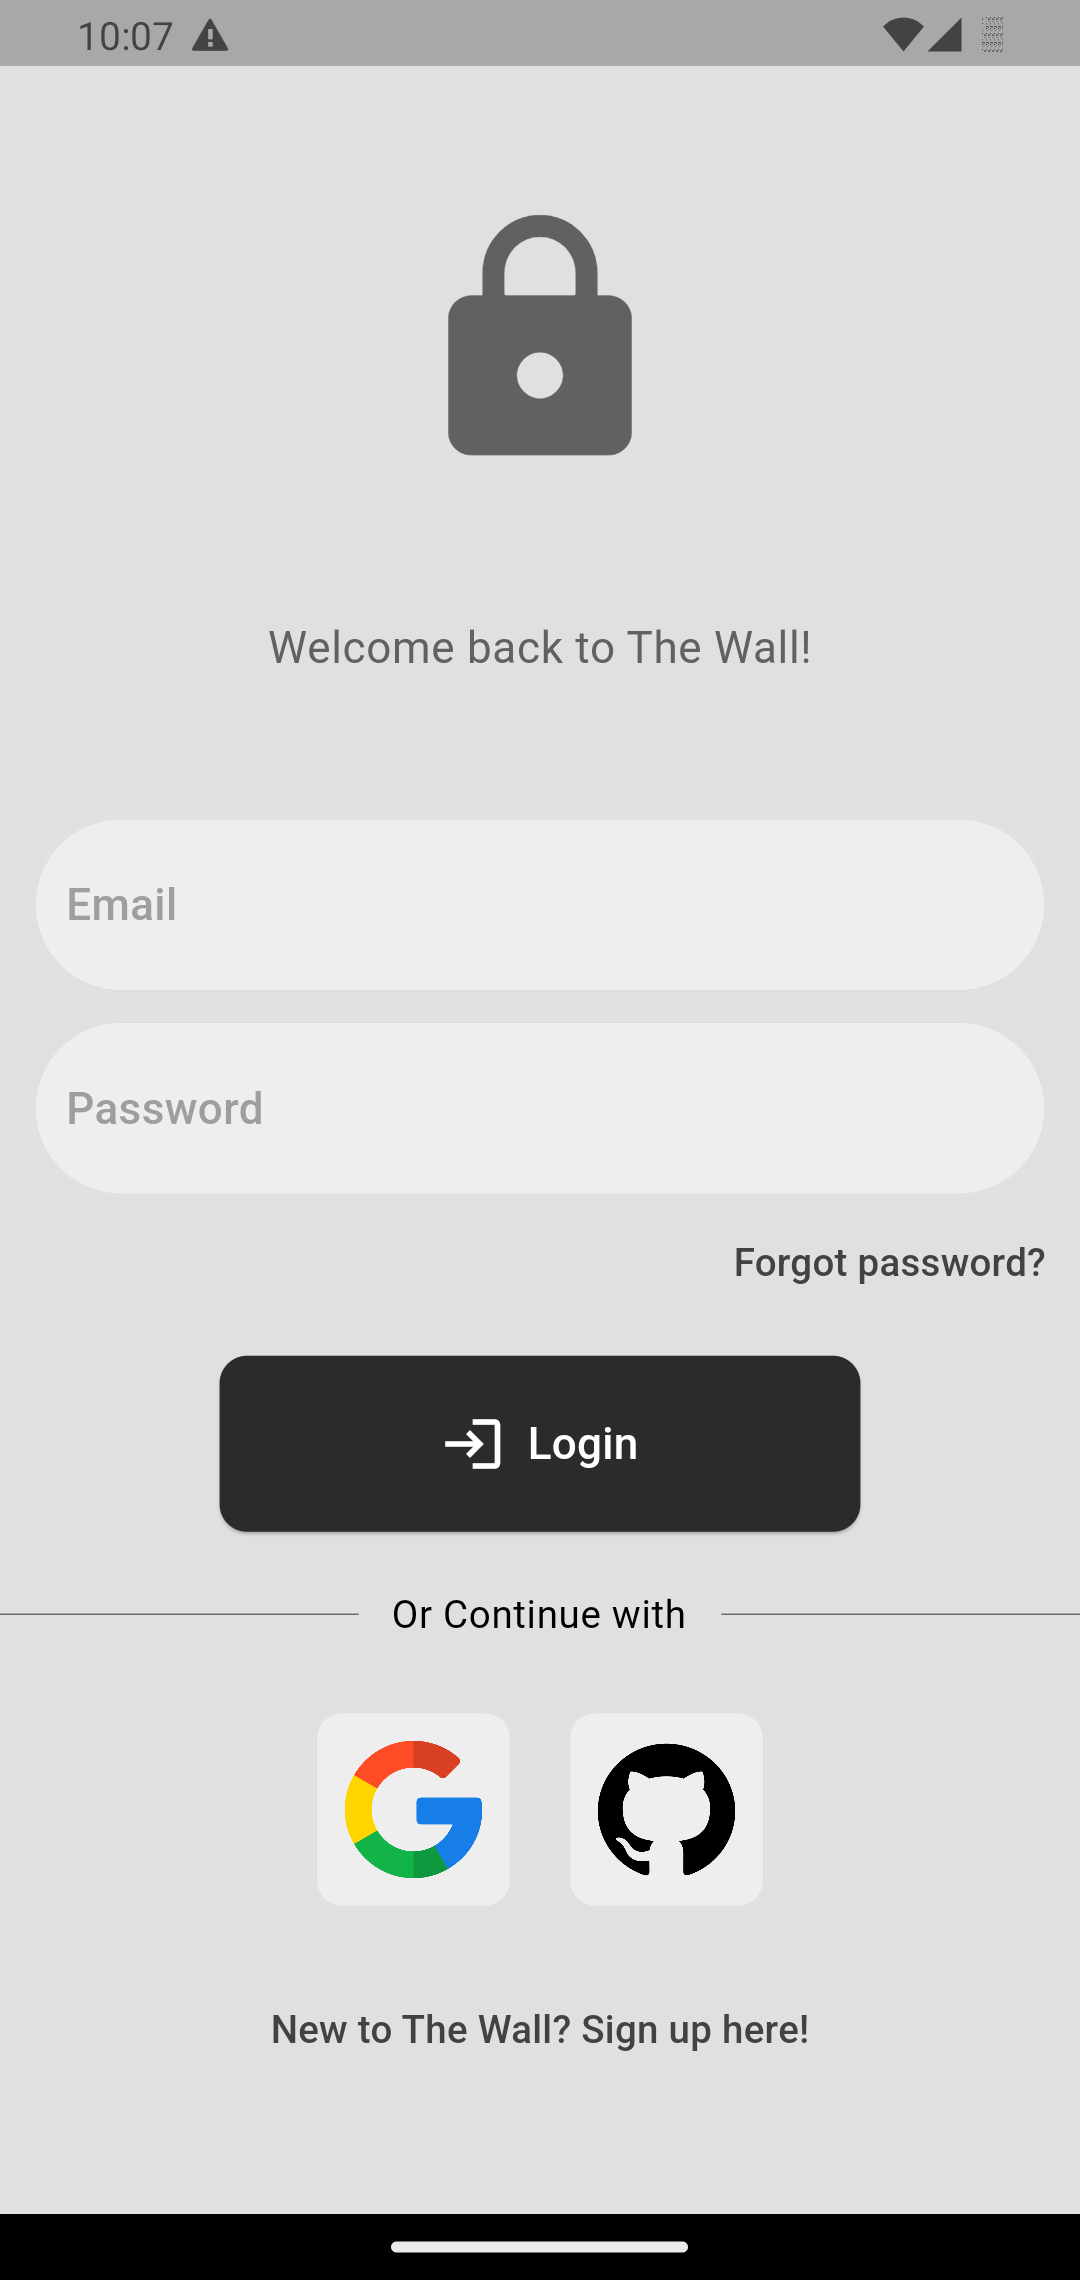 10:07
Welcome back to The Wall!
Email
Password
Forgot password?
Login
Or Continue with
New to The Wall? Sign up here!